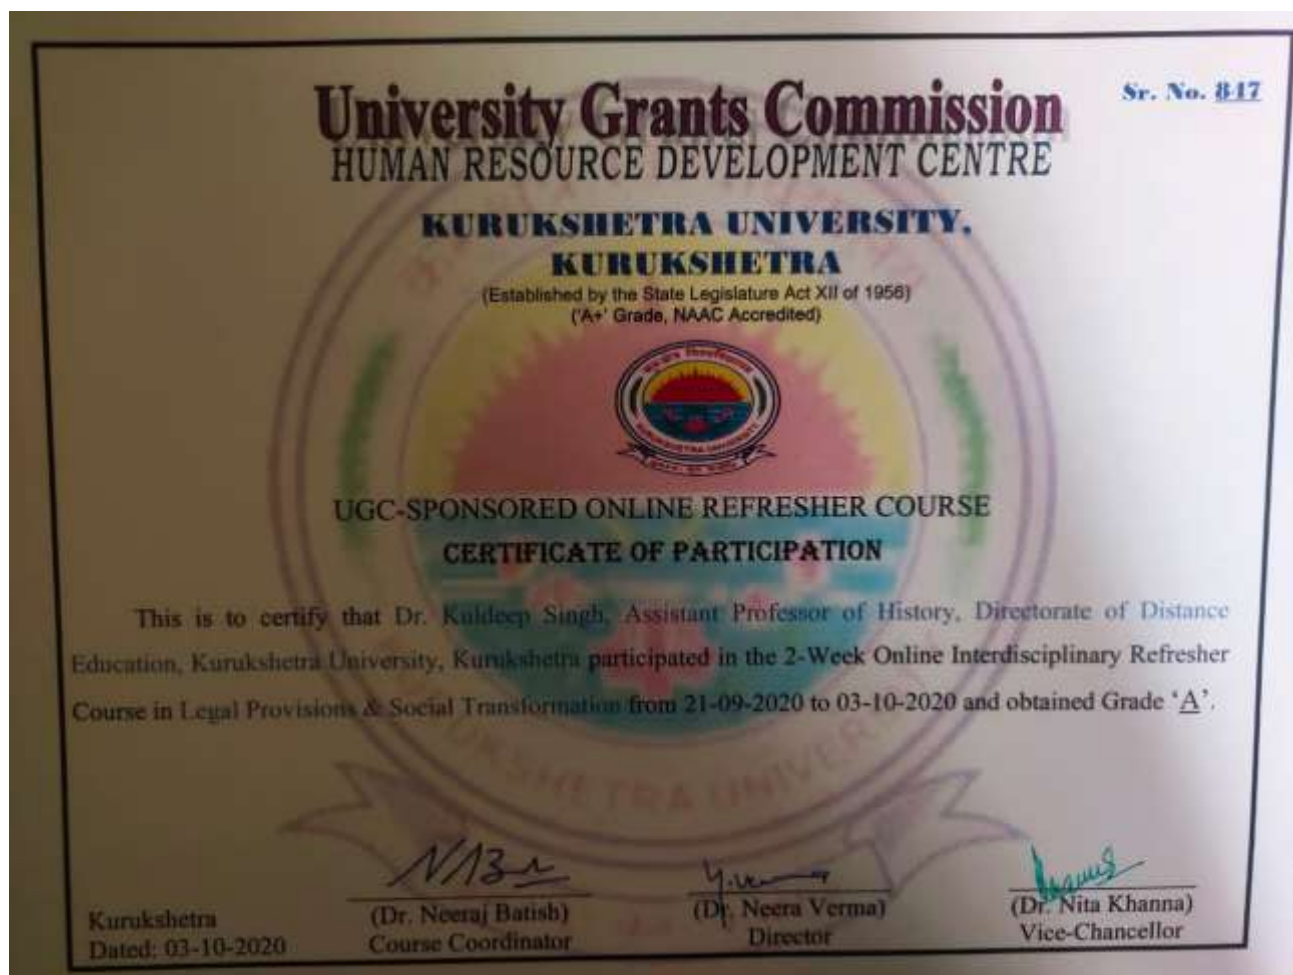 Sr. No. 847
University Grants Commission
HUMAN RESOURCE DEVELOPMENT CENTRE
KURUKSHETRA UNIVERSITY,
KURUKSHETRA
(Established by the State Legislature Act XII of 1956)
('A+' Grade, NAAC Accredited)
KURUKSHETRA UNIVERSITY
UGC-SPONSORED ONLINE REFRESHER COURSE
CERTIFICATE OF PARTICIPATION
This is to certify that Dr. Kuldeep Singh, Assistant Professor of History, Directorate of Distance
Education, Kurukshetra University, Kurukshetra participated in the 2-Week Online Interdisciplinary Refresher
Course in Legal Provisions & Social Transformation from 21-09-2020 to 03-10-2020 and obtained Grade 'A'.
KURUKSHETRA UNIVERSITY
Kurukshetra
Dated: 03-10-2020
(Dr. Neeraj Batish)
Course Coordinator
(Dr. Neera Verma)
Director
(Dr. Nita Khanna)
Vice-Chancellor